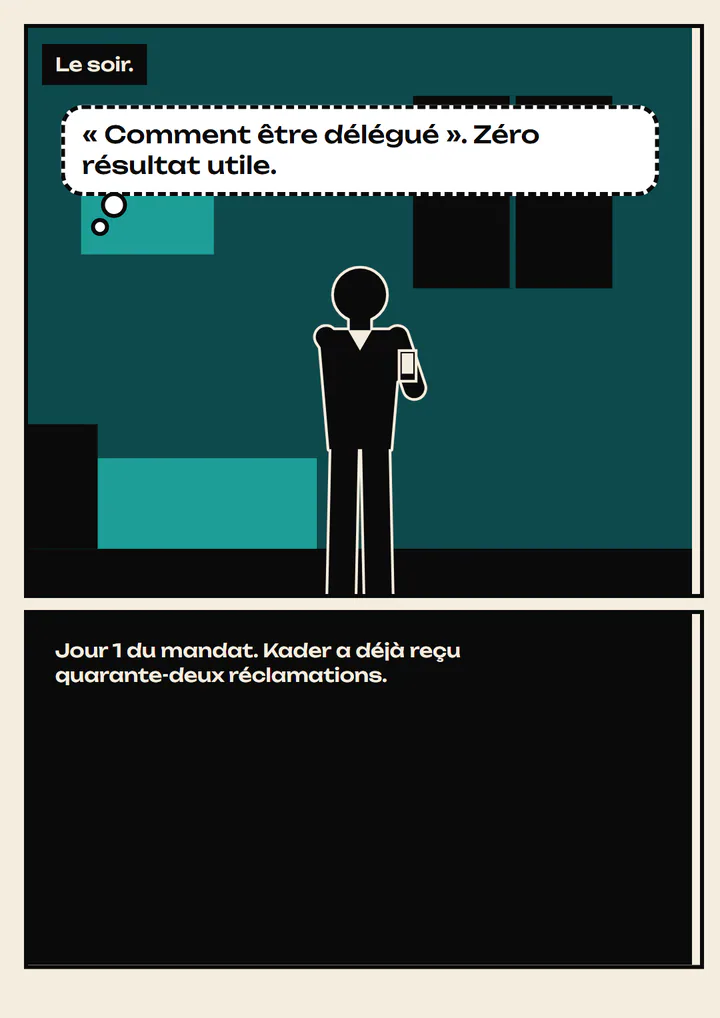 Le soir.
« Comment être délégué ». Zéro
résultat utile.
Jour 1 du mandat. Kader a déjà reçu
quarante-deux réclamations.